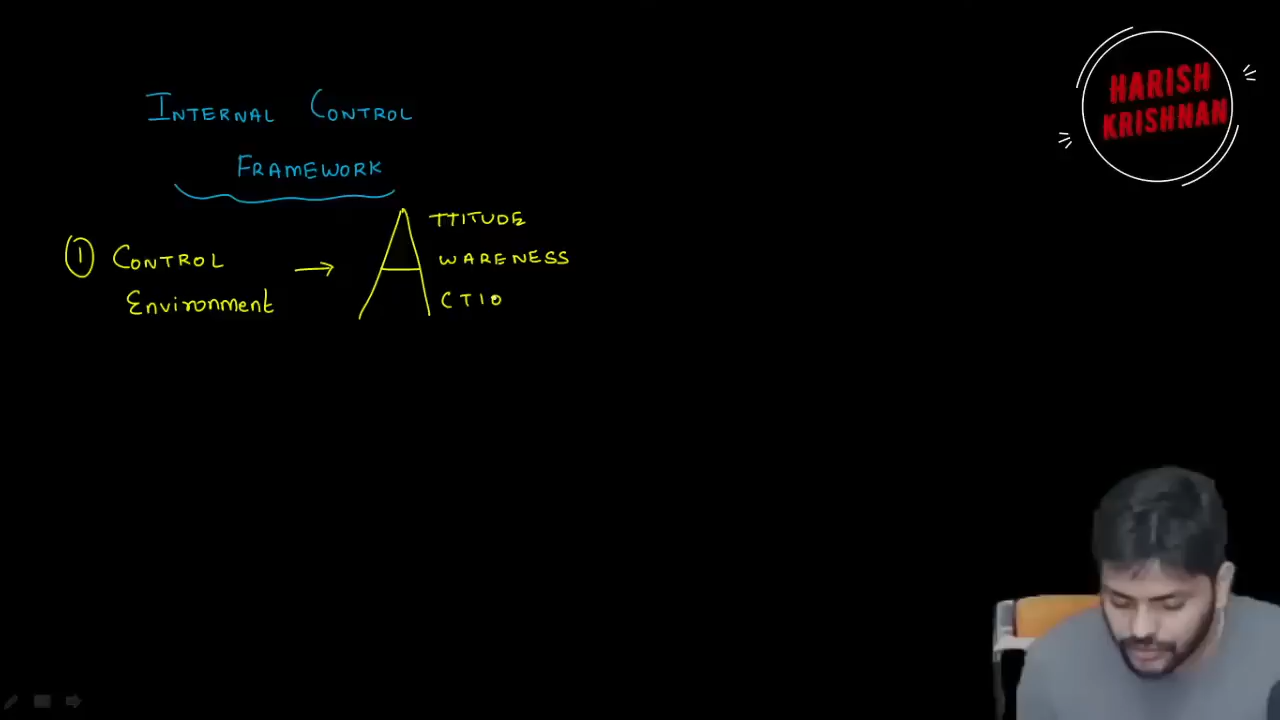 INTERNAL CONTROL
FRAMEWORK
① CONTROL
Environment
→
A
TTITUDE
WARENESS
CTIO
HARISH
KRISHNAN